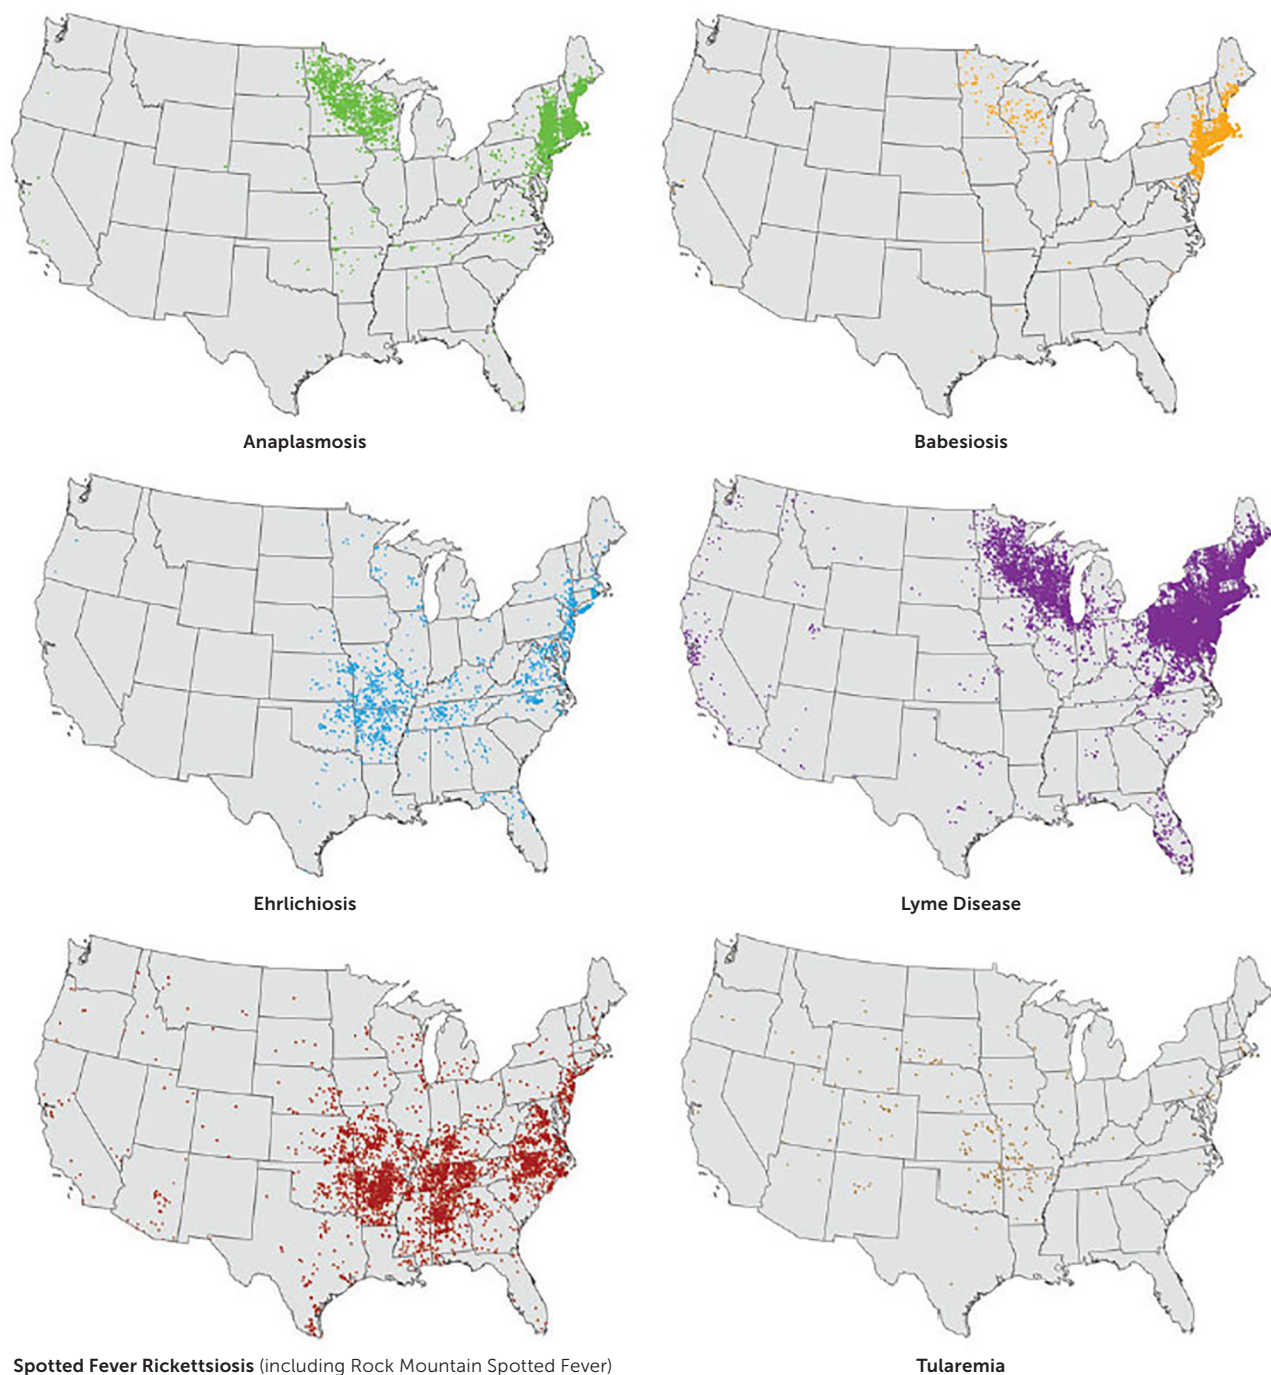 Anaplasmosis
Babesiosis
Ehrlichiosis
Lyme Disease
Spotted Fever Rickettsiosis (including Rock Mountain Spotted Fever)
Tularemia